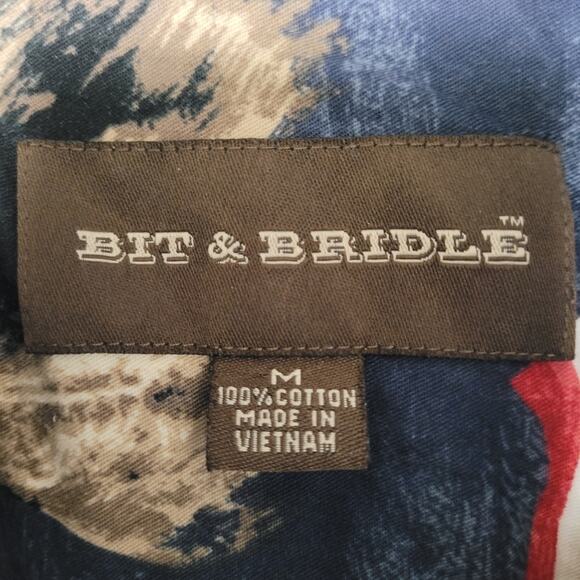 BIT & BRIDLE™
M
100% COTTON
MADE IN
VIETNAM